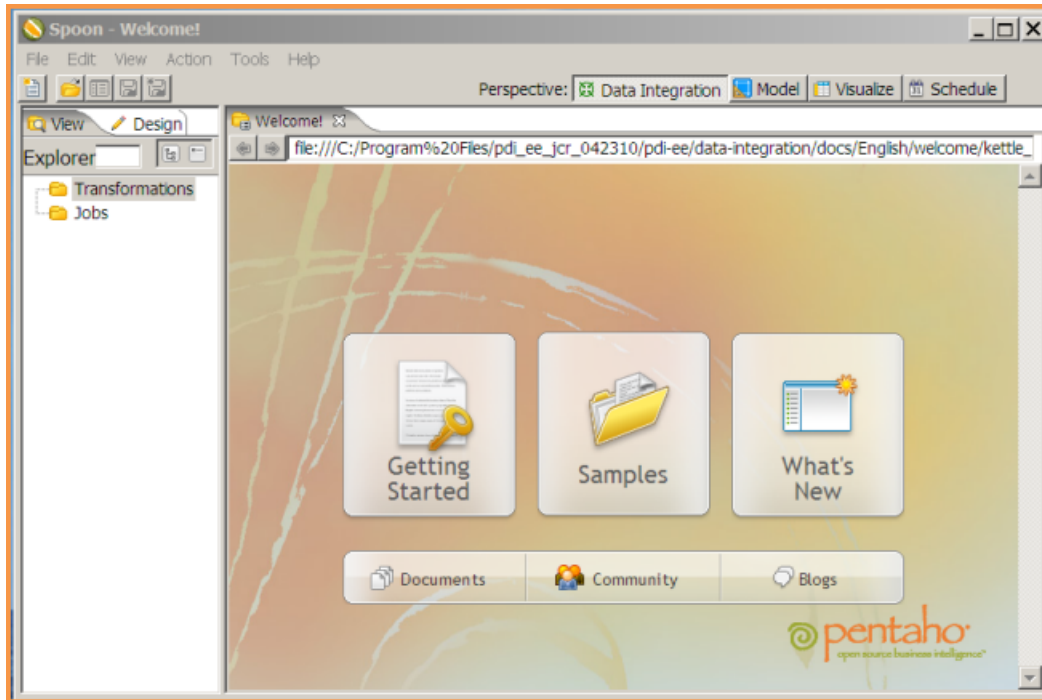 Spoon - Welcome!
File Edit View Action Tools Help
Perspective: Data Integration Model Visualize Schedule
View Design
Welcome!
Explorer
file:///C:/Program%20Files/pdi_ee_jcr_042310/pdi-ee/data-integration/docs/English/welcome/kettle_
Transformations
Jobs
Getting
Started
Samples
What's
New
Documents
Community
Blogs
pentaho
open source business intelligence